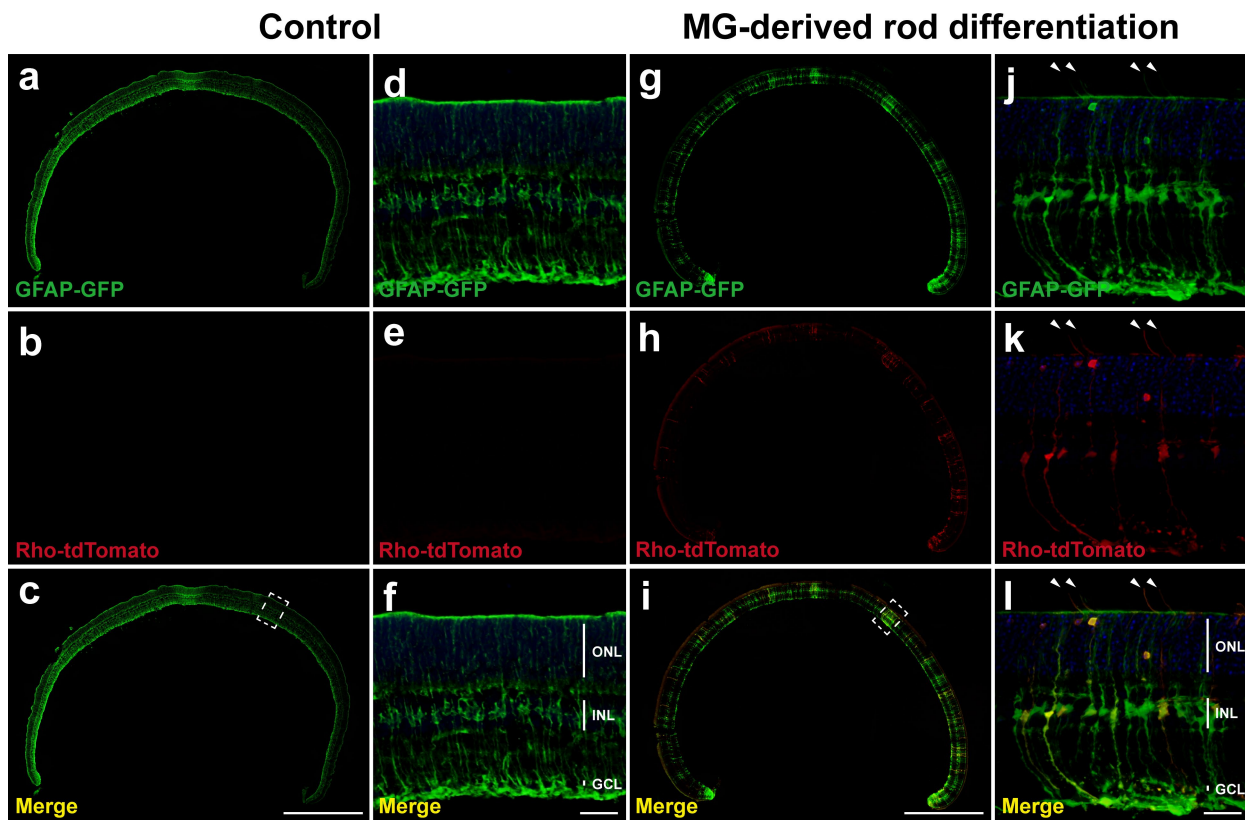 Control
MG-derived rod differentiation
a
GFAP-GFP
d
GFAP-GFP
g
GFAP-GFP
j
GFAP-GFP
b
Rho-tdTomato
e
Rho-tdTomato
h
Rho-tdTomato
k
Rho-tdTomato
c
Merge
f
ONL
INL
GCL
Merge
i
Merge
l
ONL
INL
GCL
Merge